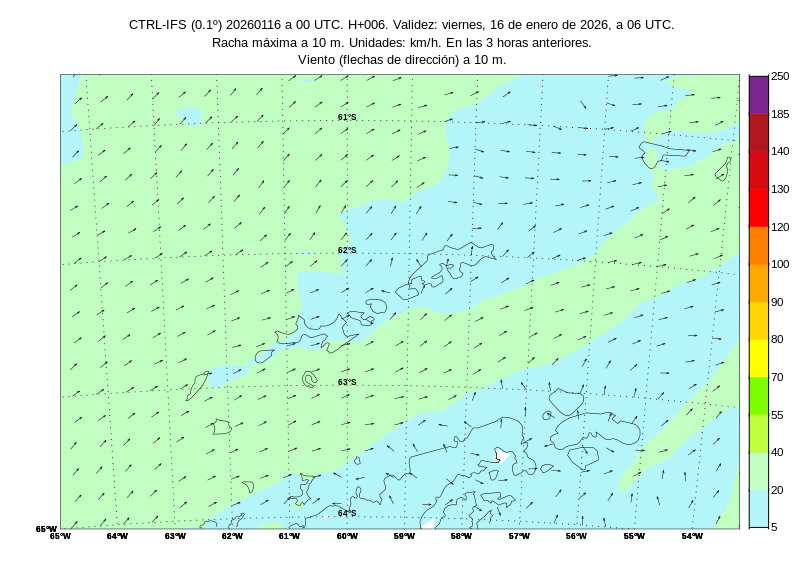 CTRL-IFS (0.1º) 20260116 a 00 UTC. H+006. Validez: viernes, 16 de enero de 2026, a 06 UTC.
Racha máxima a 10 m. Unidades: km/h. En las 3 horas anteriores.
Viento (flechas de dirección) a 10 m.
250
185
140
130
120
100
90
80
70
55
40
20
5
61°S
62°S
63°S
64°S
65°W
65°W 64°W 63°W 62°W 61°W 60°W 59°W 58°W 57°W 56°W 55°W 54°W